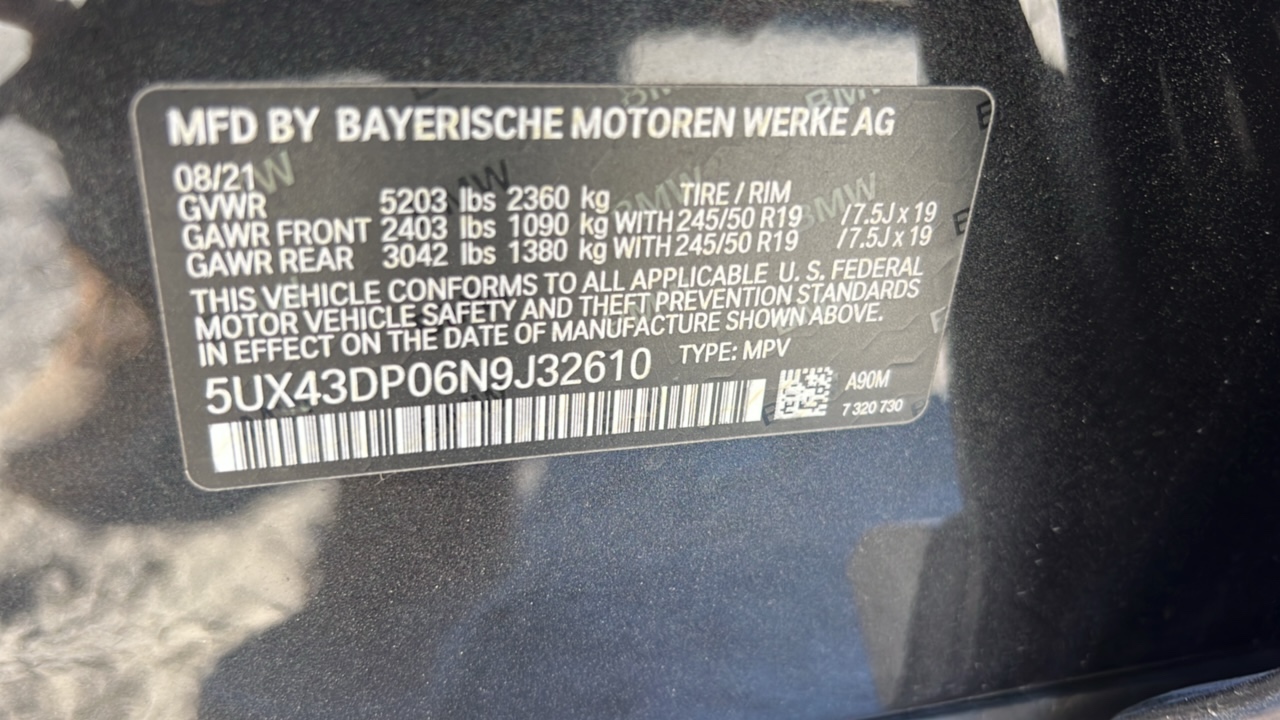 MFD BY BAYERISCHE MOTOREN WERKE AG
08/21
GVWR 5203 lbs 2360 kg TIRE / RIM
GAWR FRONT 2403 lbs 1090 kg WITH 245/50 R19 /7.5J x 19
GAWR REAR 3042 lbs 1380 kg WITH 245/50 R19 /7.5J x 19
THIS VEHICLE CONFORMS TO ALL APPLICABLE U. S. FEDERAL
MOTOR VEHICLE SAFETY AND THEFT PREVENTION STANDARDS
IN EFFECT ON THE DATE OF MANUFACTURE SHOWN ABOVE.
5UX43DP06N9J32610 TYPE: MPV
A90M
7 320 730